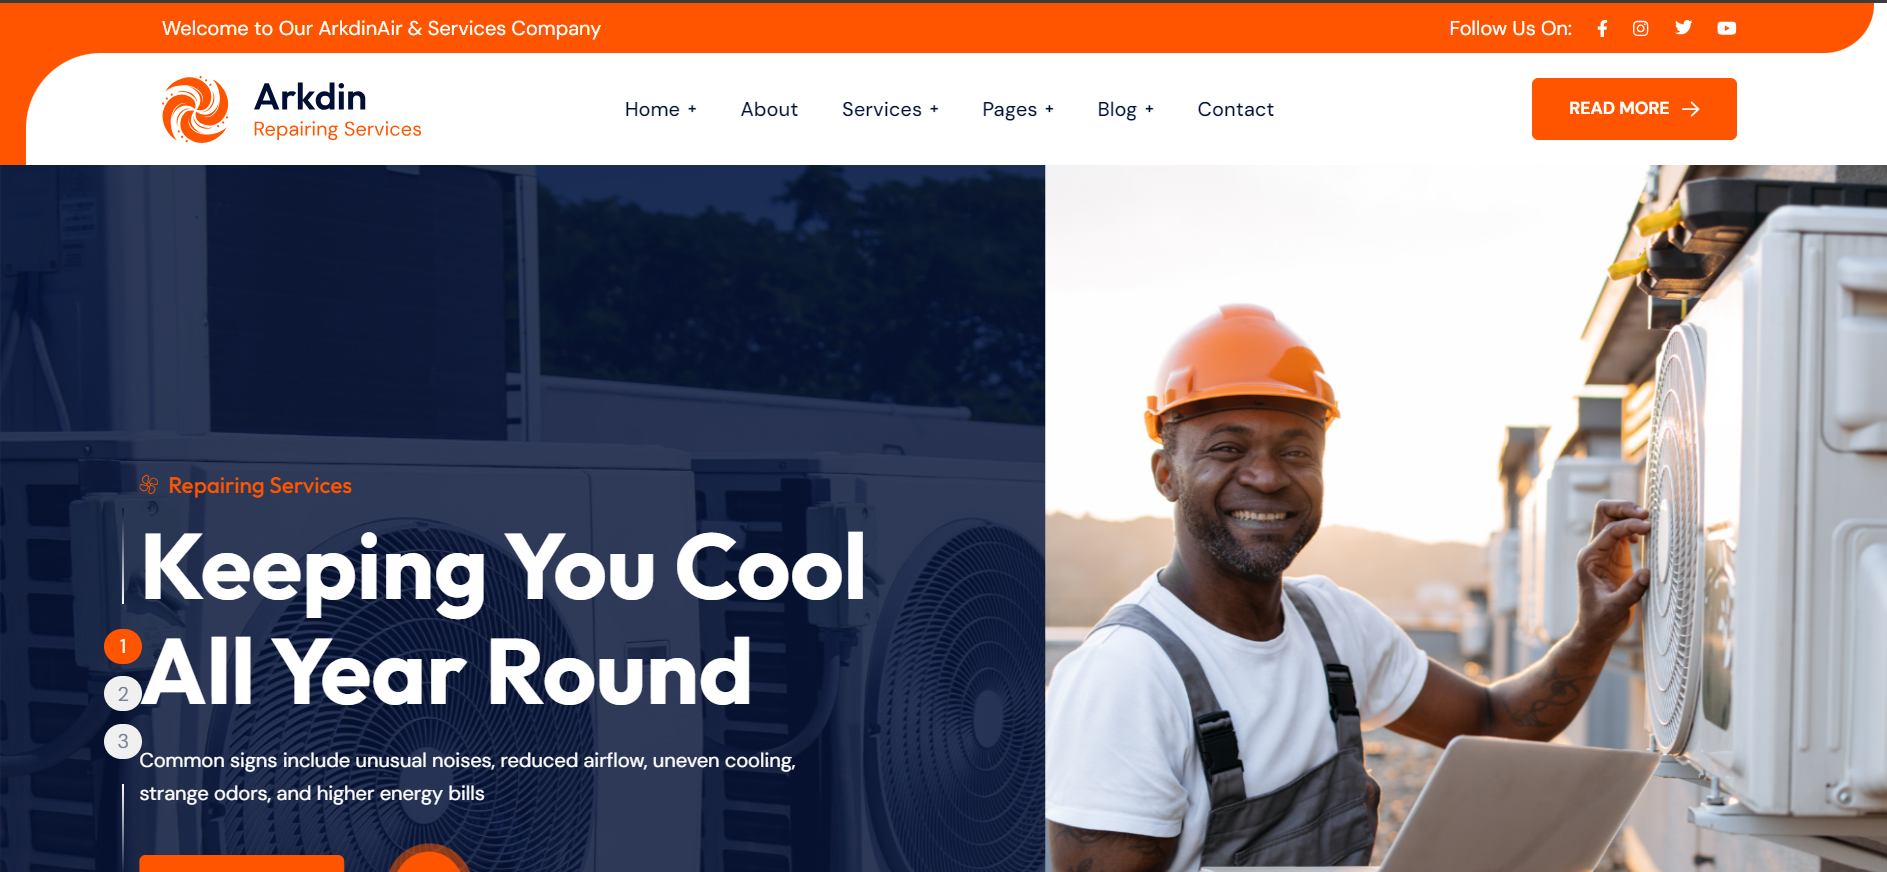 Welcome to Our ArkdinAir & Services Company
Follow Us On:
Arkdin
Repairing Services
Home +
About
Services +
Pages +
Blog +
Contact
READ MORE
Repairing Services
Keeping You Cool
All Year Round
1
2
3
Common signs include unusual noises, reduced airflow, uneven cooling,
strange odors, and higher energy bills